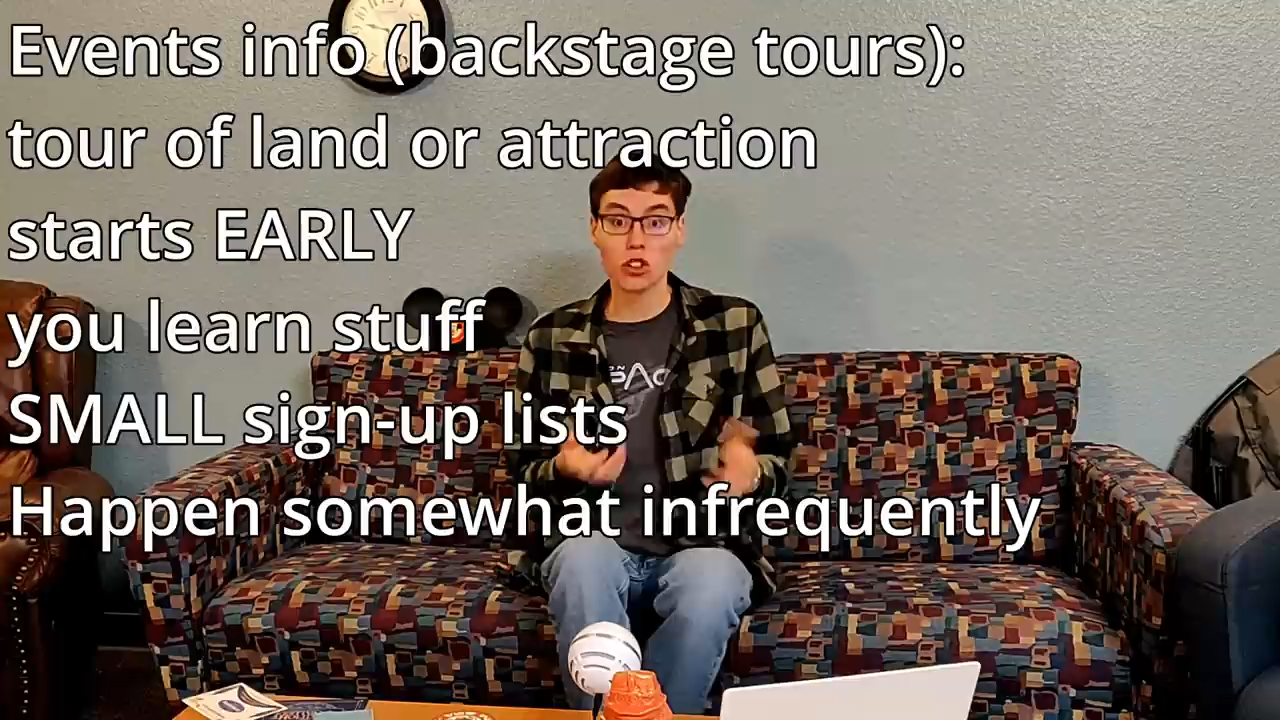 Events info (backstage tours):
tour of land or attraction
starts EARLY
you learn stuff
SMALL sign-up lists
Happen somewhat infrequently